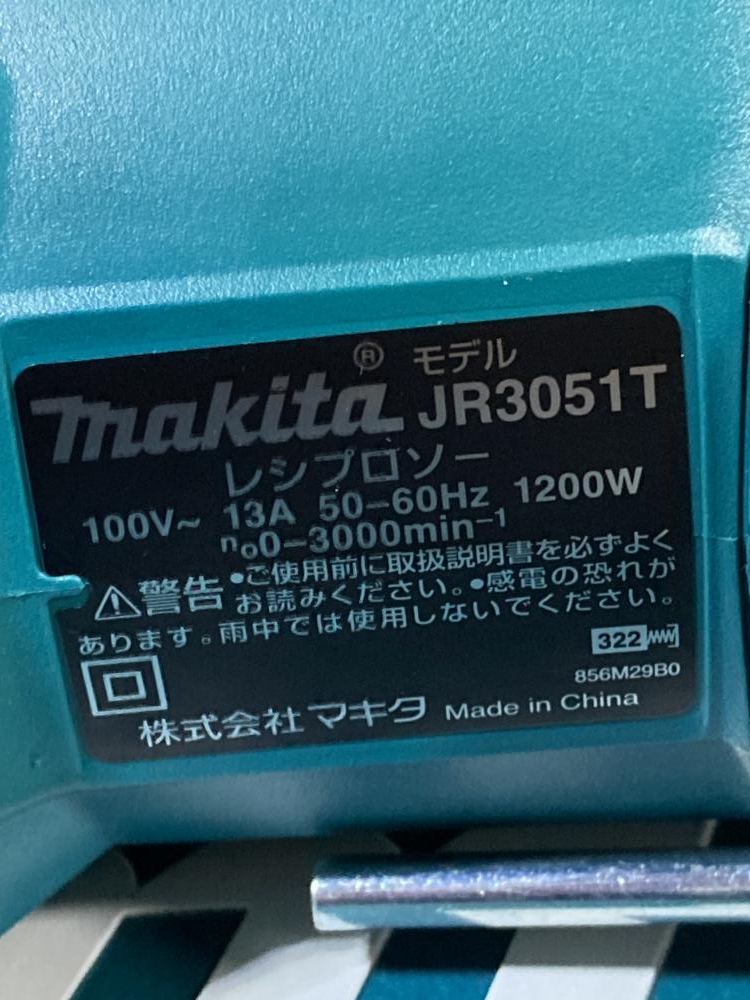 makita® モデル JR3051T
レシプロソー
100V~ 13A 50-60Hz 1200W
n₀0-3000min⁻¹
⚠警告 •ご使用前に取扱説明書を必ずよく
お読みください。•感電の恐れが
あります。雨中では使用しないでください。
322
856M29B0
株式会社マキタ Made in China